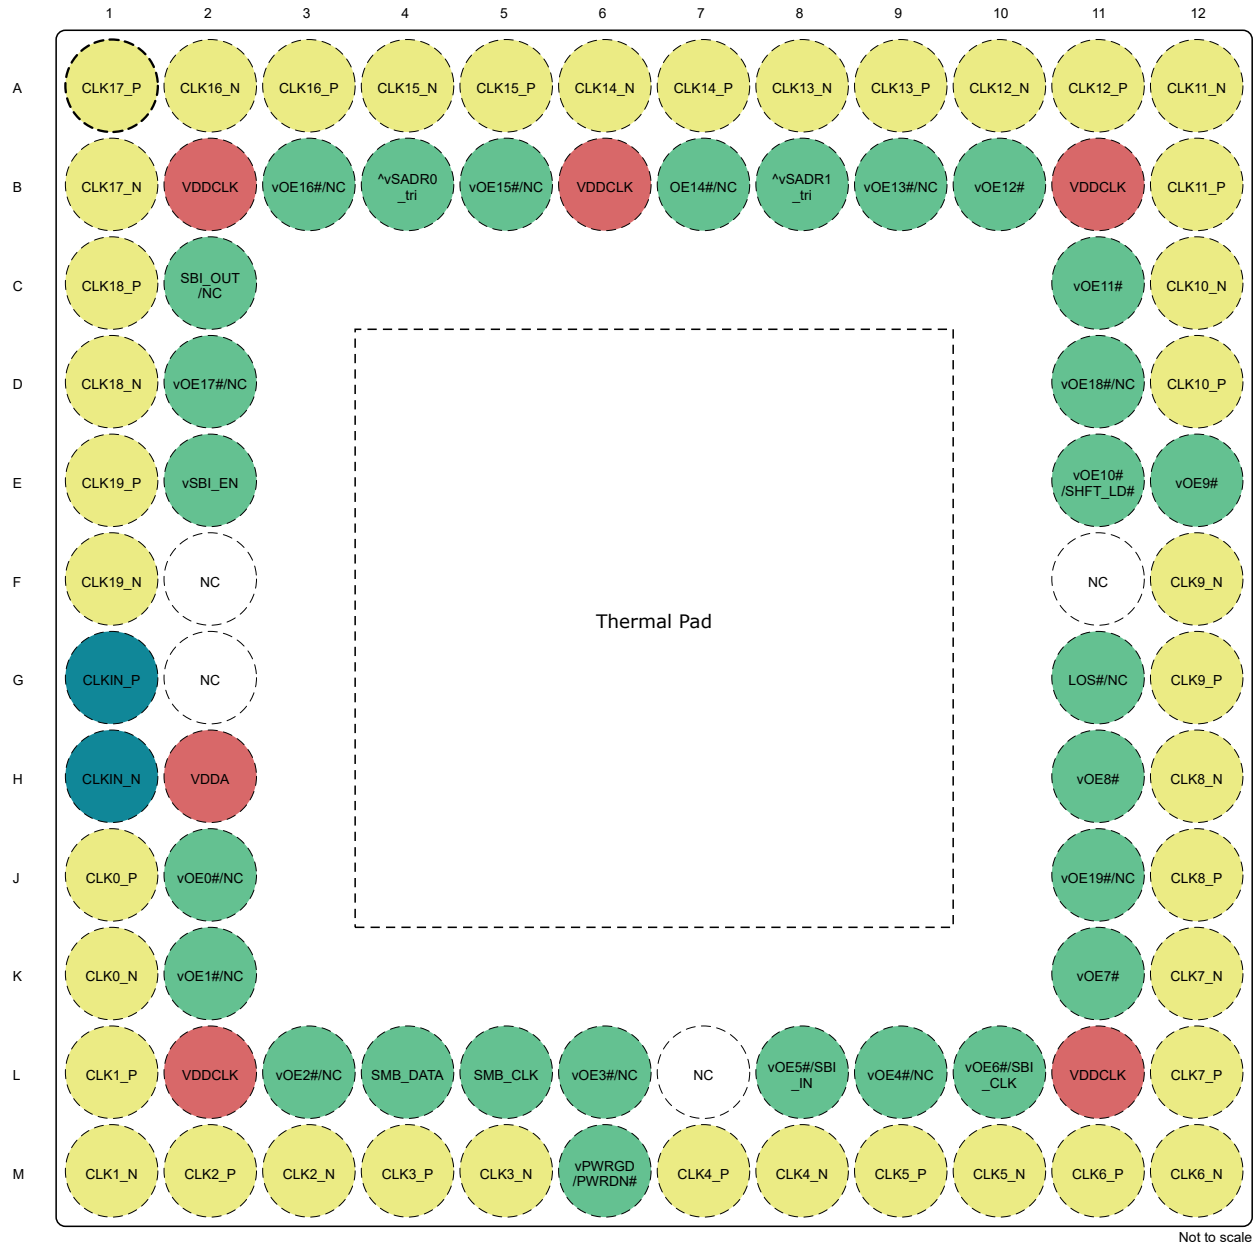 1 2 3 4 5 6 7 8 9 10 11 12
A CLK17_P CLK16_N CLK16_P CLK15_N CLK15_P CLK14_N CLK14_P CLK13_N CLK13_P CLK12_N CLK12_P CLK11_N
B CLK17_N VDDCLK vOE16#/NC ^vSADR0 _tri vOE15#/NC VDDCLK OE14#/NC ^vSADR1 _tri vOE13#/NC vOE12# VDDCLK CLK11_P
C CLK18_P SBI_OUT /NC vOE11# CLK10_N
D CLK18_N vOE17#/NC vOE18#/NC CLK10_P
E CLK19_P vSBI_EN vOE10# /SHFT_LD# vOE9#
F CLK19_N NC NC CLK9_N
Thermal Pad
G CLKIN_P NC LOS#/NC CLK9_P
H CLKIN_N VDDA vOE8# CLK8_N
J CLK0_P vOE0#/NC vOE19#/NC CLK8_P
K CLK0_N vOE1#/NC vOE7# CLK7_N
L CLK1_P VDDCLK vOE2#/NC SMB_DATA SMB_CLK vOE3#/NC NC vOE5#/SBI _IN vOE4#/NC vOE6#/SBI _CLK VDDCLK CLK7_P
M CLK1_N CLK2_P CLK2_N CLK3_P CLK3_N vPWRGD /PWRDN# CLK4_P CLK4_N CLK5_P CLK5_N CLK6_P CLK6_N
Not to scale